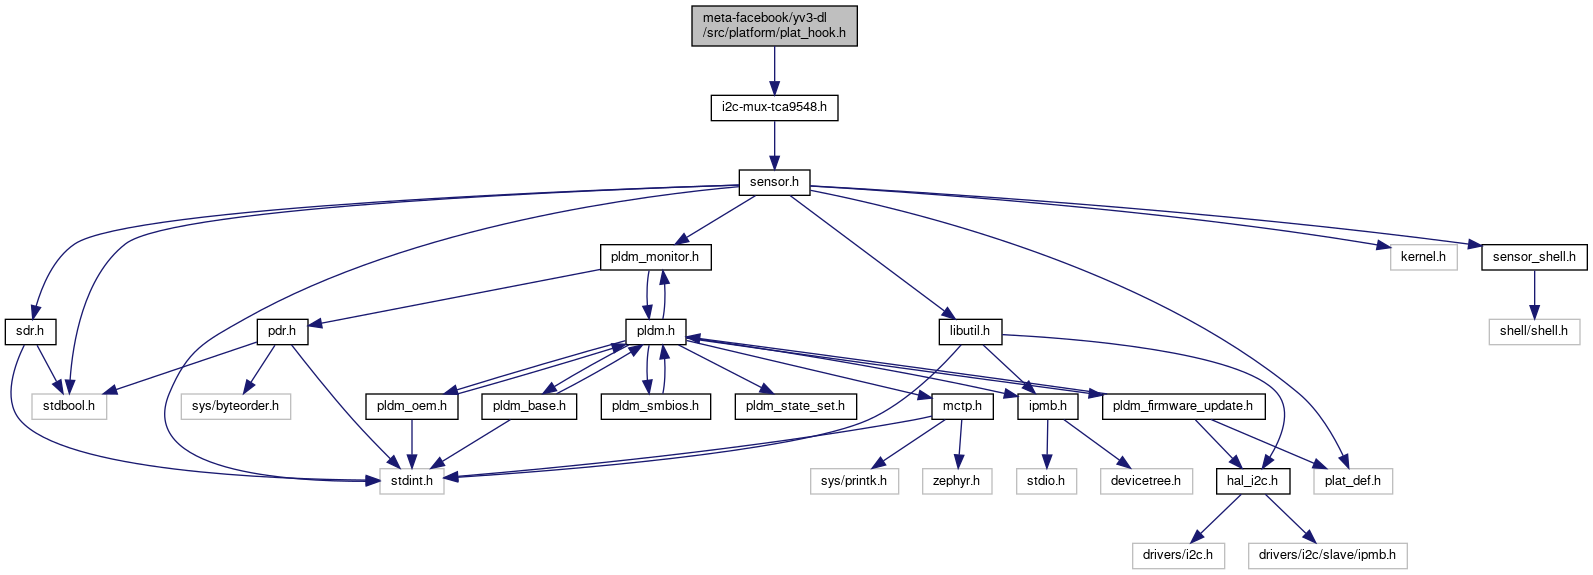 meta-facebook/yv3-dl
/src/platform/plat_hook.h
i2c-mux-tca9548.h
sensor.h
pldm_monitor.h
kernel.h
sensor_shell.h
sdr.h
pdr.h
pldm.h
libutil.h
shell/shell.h
stdbool.h
sys/byteorder.h
pldm_oem.h
pldm_base.h
pldm_smbios.h
pldm_state_set.h
mctp.h
ipmb.h
pldm_firmware_update.h
stdint.h
sys/printk.h
zephyr.h
stdio.h
devicetree.h
hal_i2c.h
plat_def.h
drivers/i2c.h
drivers/i2c/slave/ipmb.h